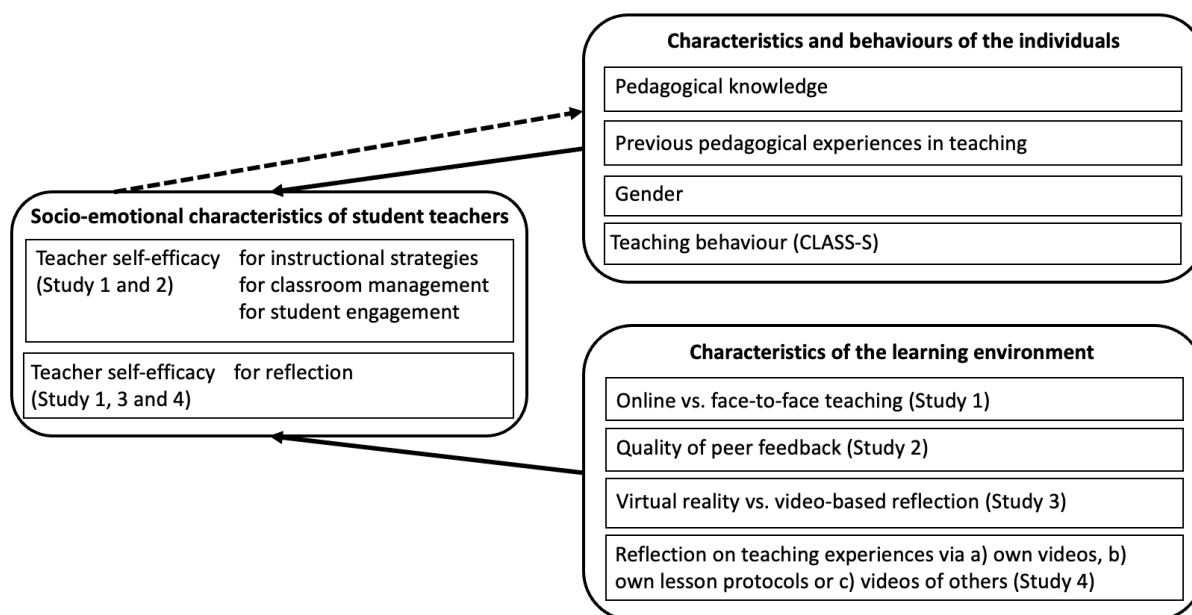 Characteristics and behaviours of the individuals
Pedagogical knowledge
Previous pedagogical experiences in teaching
Gender
Teaching behaviour (CLASS-S)
Socio-emotional characteristics of student teachers
Teacher self-efficacy for instructional strategies
(Study 1 and 2) for classroom management
for student engagement
Teacher self-efficacy for reflection
(Study 1, 3 and 4)
Characteristics of the learning environment
Online vs. face-to-face teaching (Study 1)
Quality of peer feedback (Study 2)
Virtual reality vs. video-based reflection (Study 3)
Reflection on teaching experiences via a) own videos, b)
own lesson protocols or c) videos of others (Study 4)